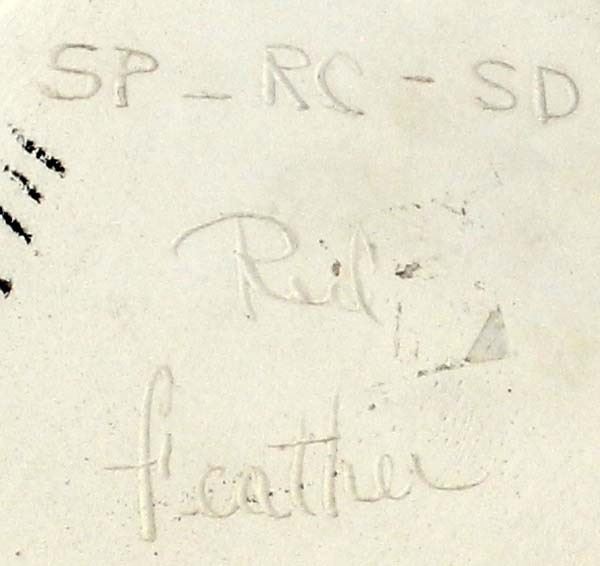 SP - RC - SD
Red
feather